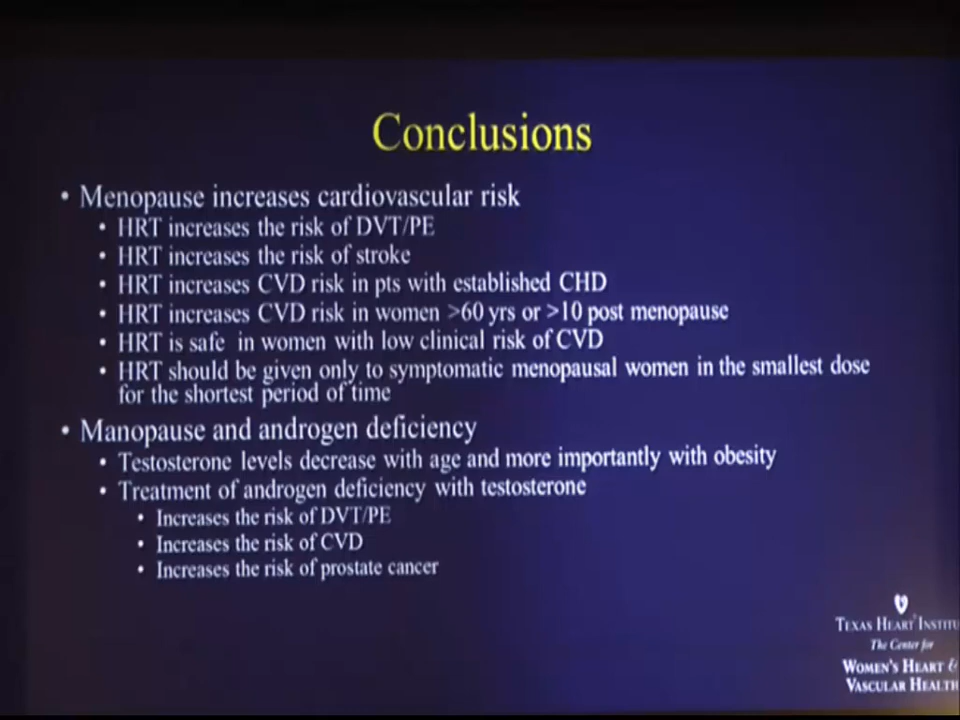 Conclusions
• Menopause increases cardiovascular risk
• HRT increases the risk of DVT/PE
• HRT increases the risk of stroke
• HRT increases CVD risk in pts with established CHD
• HRT increases CVD risk in women >60 yrs or >10 post menopause
• HRT is safe in women with low clinical risk of CVD
• HRT should be given only to symptomatic menopausal women in the smallest dose
for the shortest period of time
• Manopause and androgen deficiency
• Testosterone levels decrease with age and more importantly with obesity
• Treatment of androgen deficiency with testosterone
• Increases the risk of DVT/PE
• Increases the risk of CVD
• Increases the risk of prostate cancer
TEXAS HEART INSTITU
The Center for
WOMEN'S HEART &
VASCULAR HEALTH